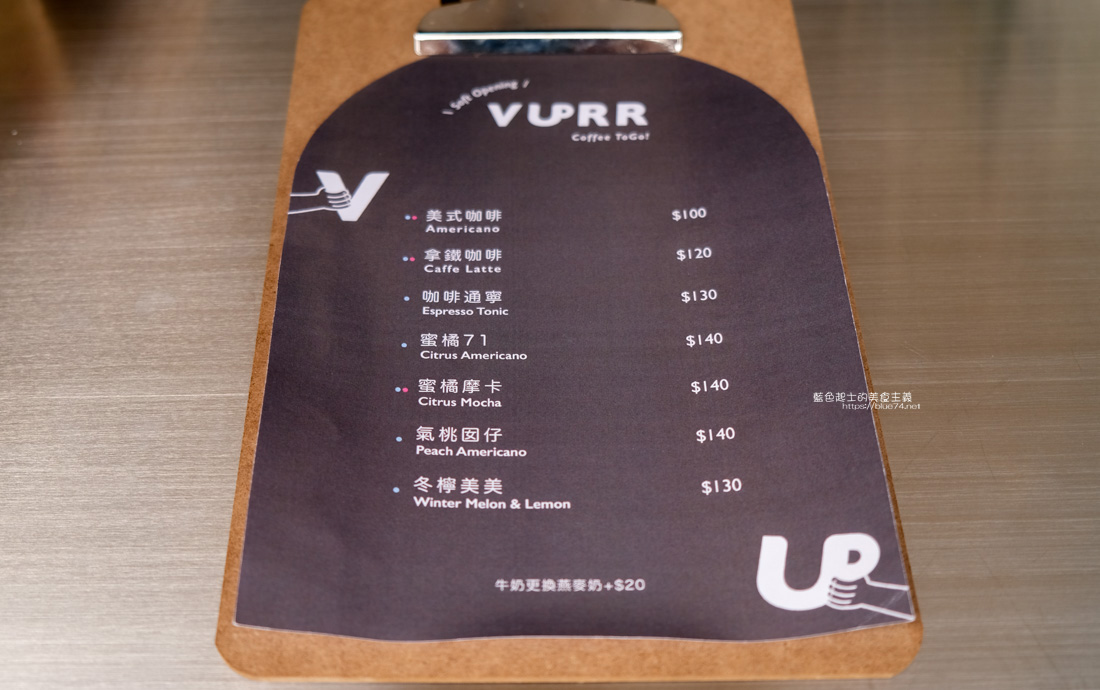 \ Soft Opening /
VUPRR
Coffee ToGo!
V
美式咖啡 $100
Americano
拿鐵咖啡 $120
Caffe Latte
咖啡通寧 $130
Espresso Tonic
蜜橘71 $140
Citrus Americano
蜜橘摩卡 $140
Citrus Mocha
氣桃囡仔 $140
Peach Americano
冬檸美美 $130
Winter Melon & Lemon
牛奶更換燕麥奶+$20
UP
藍色起士的美食主義
https://blue74.net